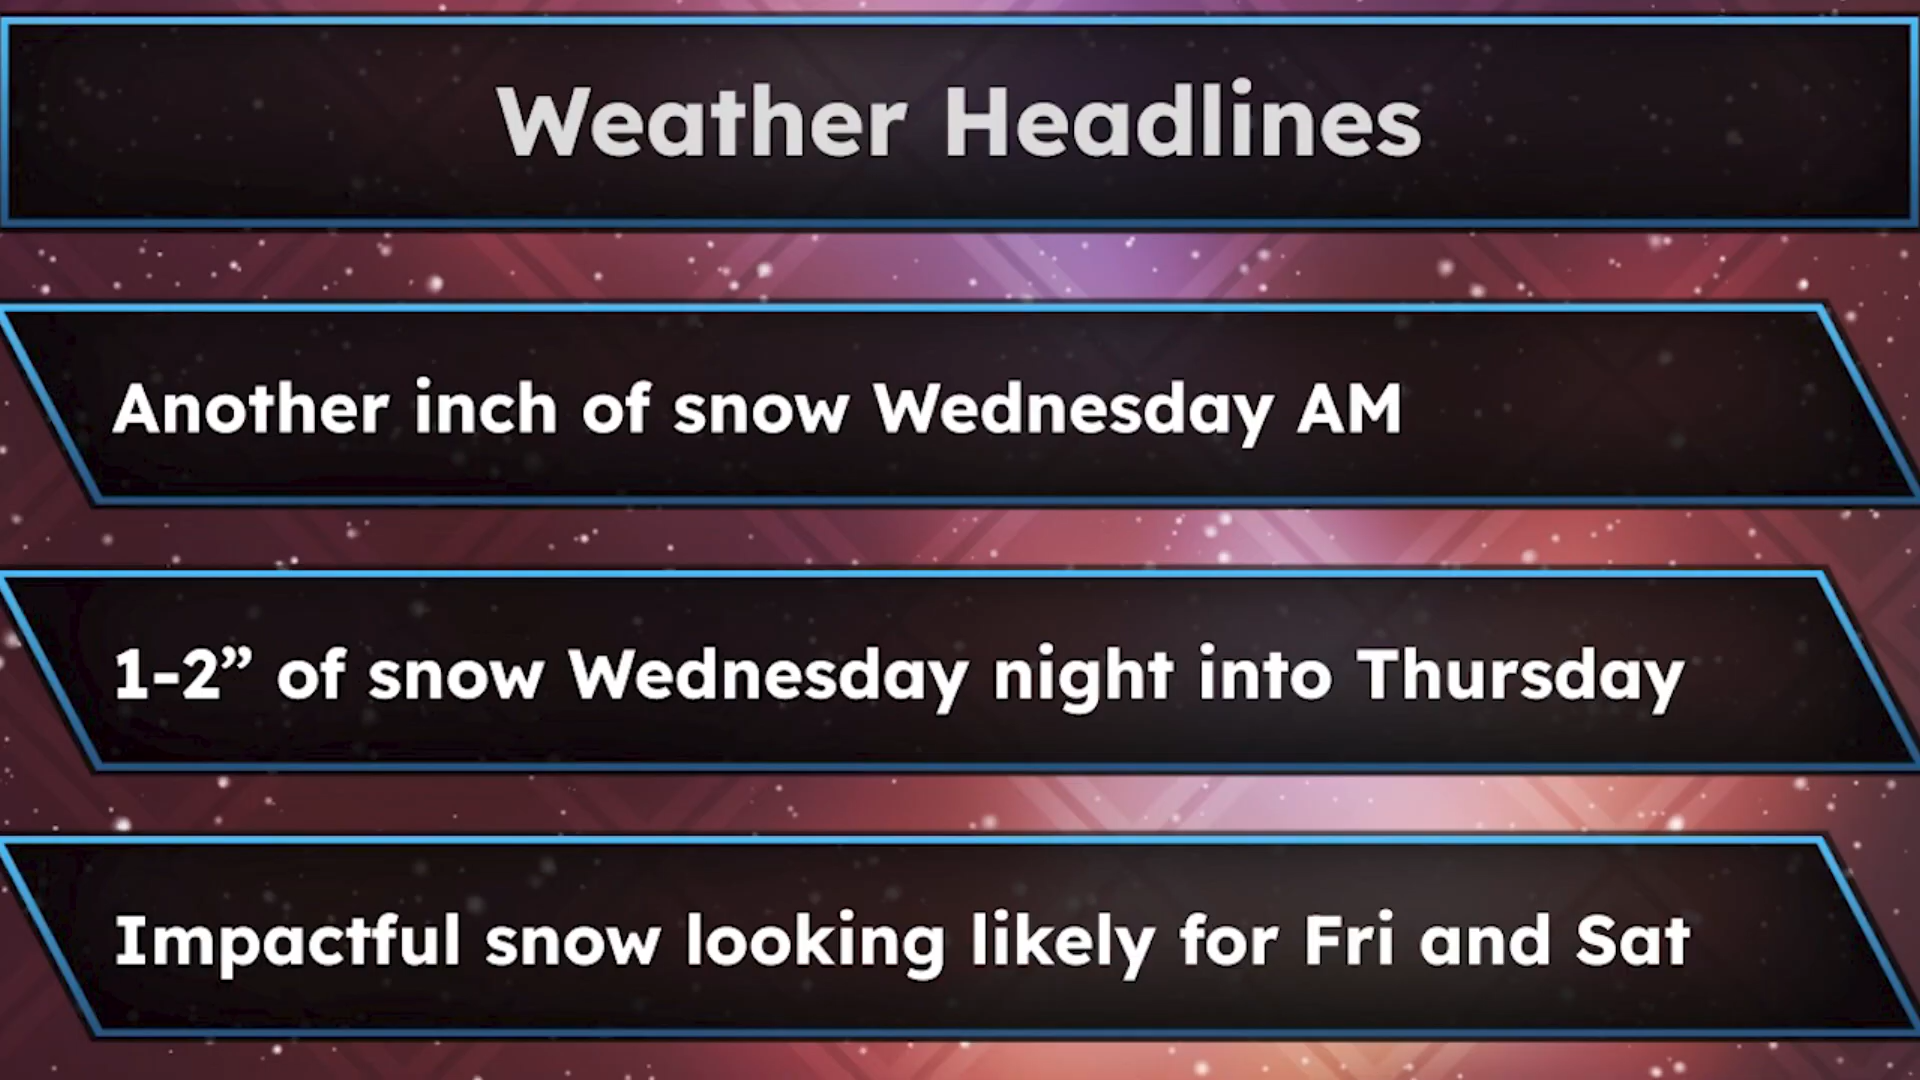 Weather Headlines
Another inch of snow Wednesday AM
1-2” of snow Wednesday night into Thursday
Impactful snow looking likely for Fri and Sat